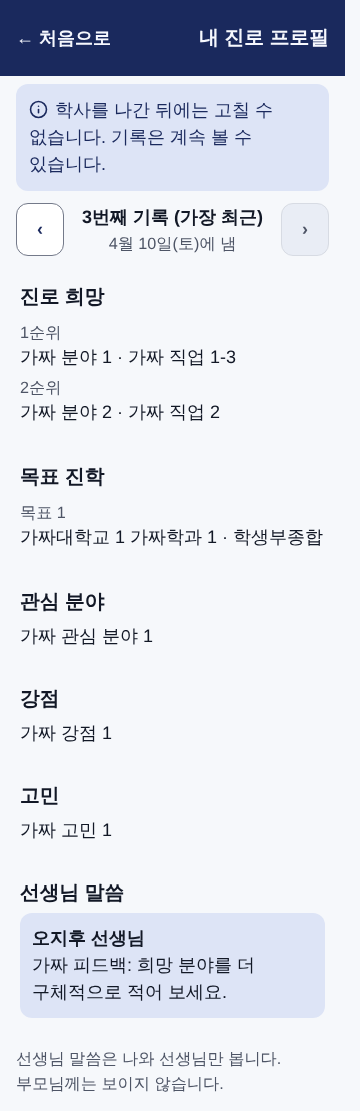 ← 처음으로
내 진로 프로필
학사를 나간 뒤에는 고칠 수
없습니다. 기록은 계속 볼 수
있습니다.
‹
3번째 기록 (가장 최근)
4월 10일(토)에 냄
›
진로 희망
1순위
가짜 분야 1 · 가짜 직업 1-3
2순위
가짜 분야 2 · 가짜 직업 2
목표 진학
목표 1
가짜대학교 1 가짜학과 1 · 학생부종합
관심 분야
가짜 관심 분야 1
강점
가짜 강점 1
고민
가짜 고민 1
선생님 말씀
오지후 선생님
가짜 피드백: 희망 분야를 더
구체적으로 적어 보세요.
선생님 말씀은 나와 선생님만 봅니다.
부모님께는 보이지 않습니다.